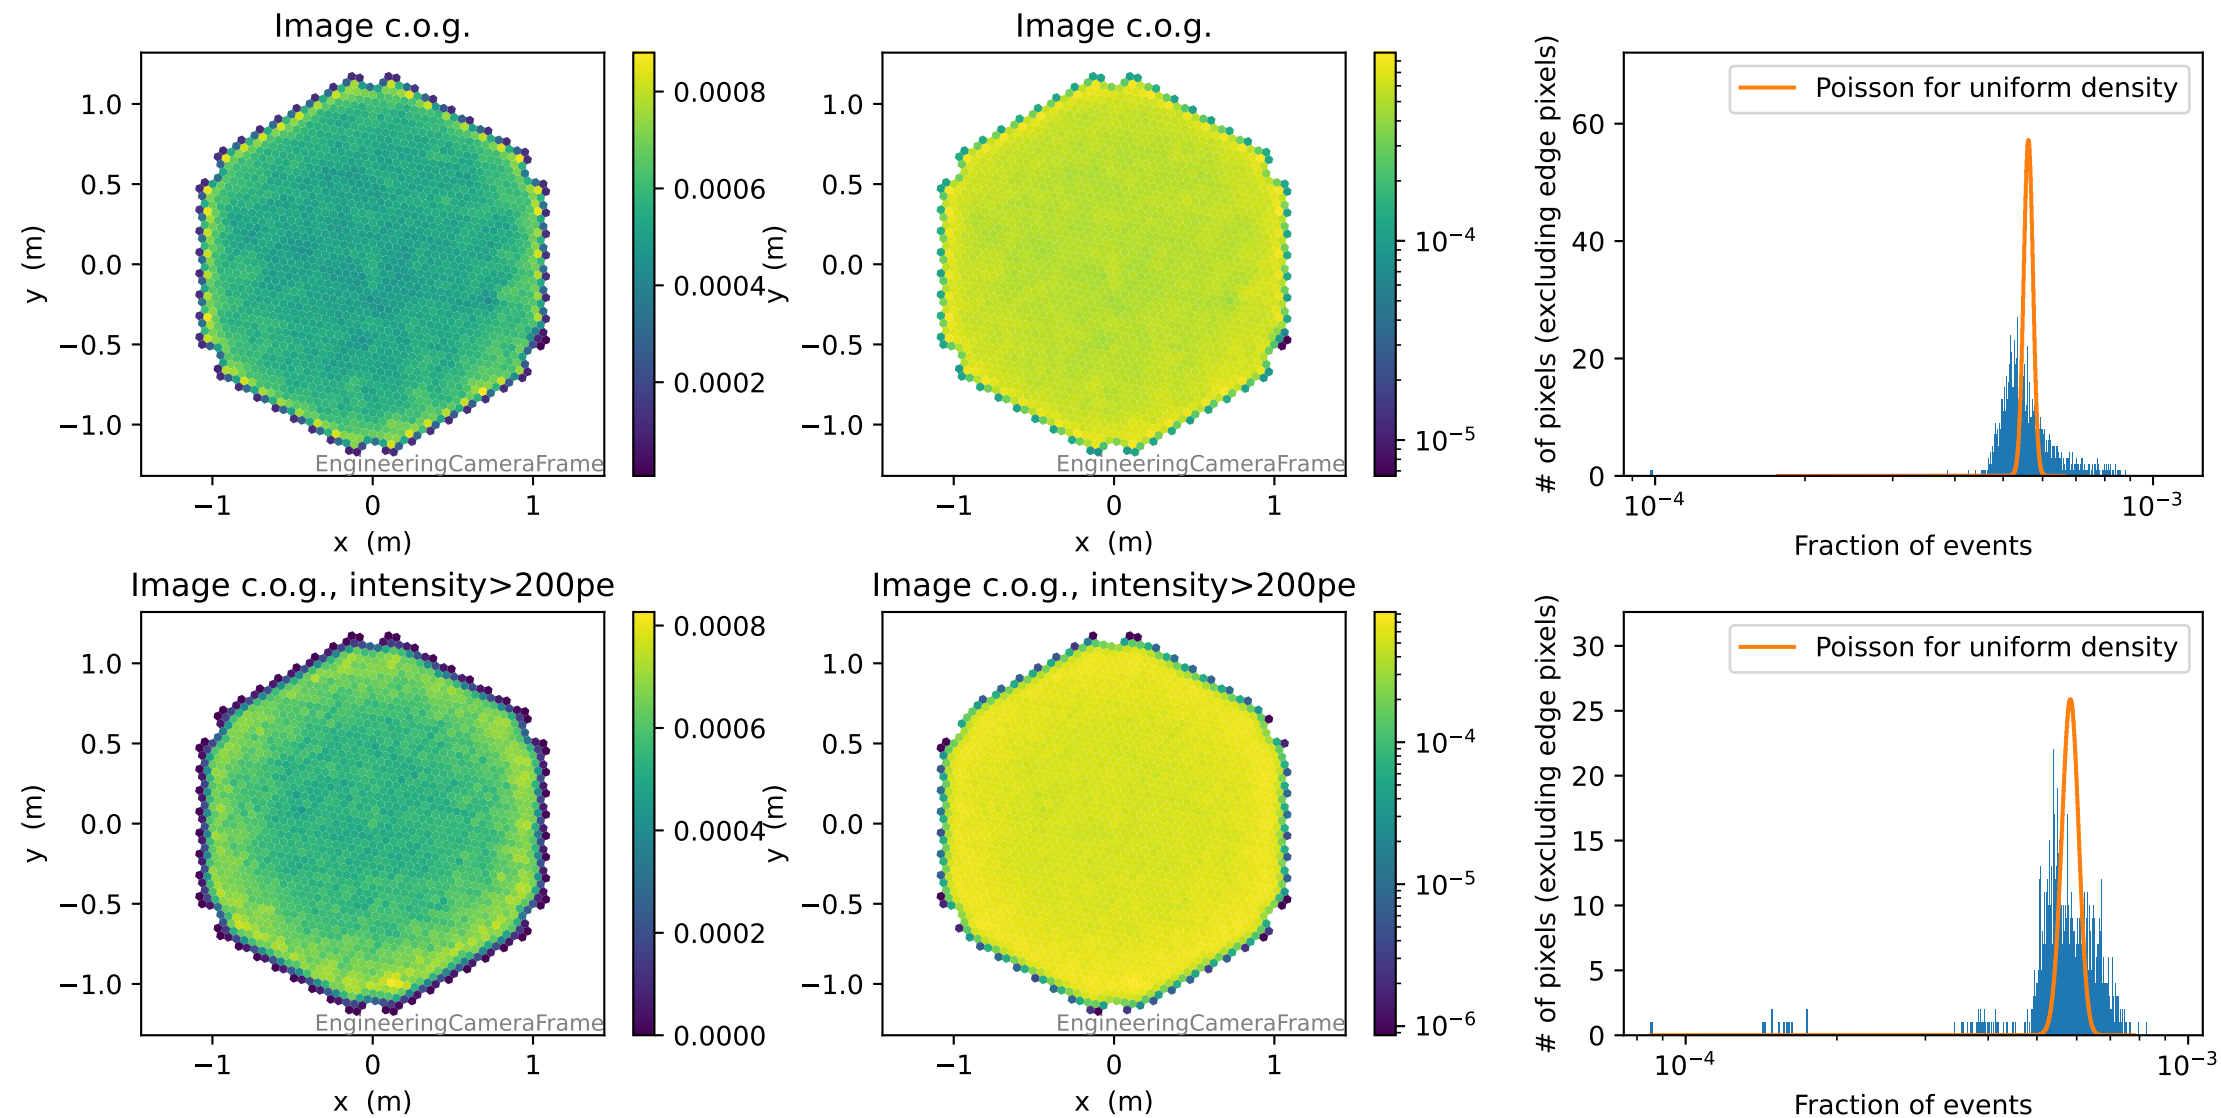 Image c.o.g.
1.0
0.5
0.0
−0.5
−1.0
y (m)
−1
0
1
x (m)
EngineeringCameraFrame
0.0008
0.0006
0.0004
0.0002
Image c.o.g.
1.0
0.5
0.0
−0.5
−1.0
y (m)
−1
0
1
x (m)
EngineeringCameraFrame
10⁻⁴
10⁻⁵
# of pixels (excluding edge pixels)
60
40
20
0
Poisson for uniform density
10⁻⁴
10⁻³
Fraction of events
Image c.o.g., intensity>200pe
1.0
0.5
0.0
−0.5
−1.0
y (m)
−1
0
1
x (m)
EngineeringCameraFrame
0.0008
0.0006
0.0004
0.0002
0.0000
Image c.o.g., intensity>200pe
1.0
0.5
0.0
−0.5
−1.0
y (m)
−1
0
1
x (m)
EngineeringCameraFrame
10⁻⁴
10⁻⁵
10⁻⁶
# of pixels (excluding edge pixels)
30
25
20
15
10
5
0
Poisson for uniform density
10⁻⁴
10⁻³
Fraction of events